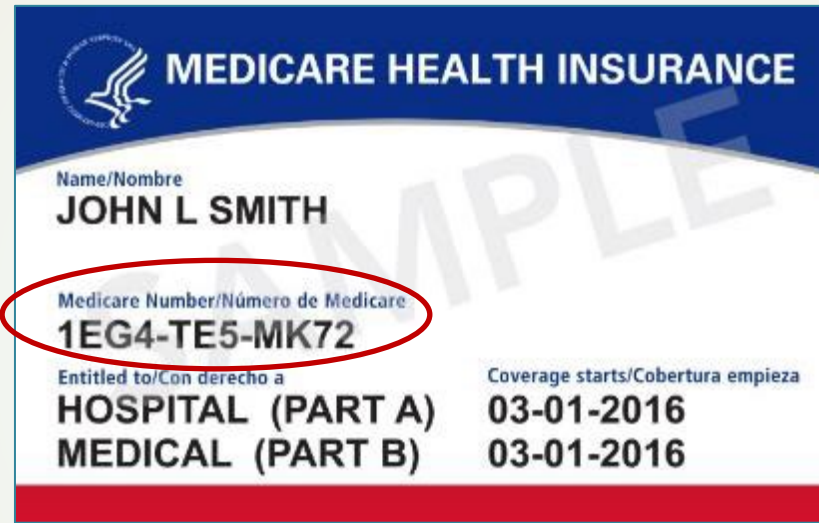 MEDICARE HEALTH INSURANCE
Name/Nombre
JOHN L SMITH
Medicare Number/Número de Medicare
1EG4-TE5-MK72
Entitled to/Con derecho a
Coverage starts/Cobertura empieza
HOSPITAL (PART A) 03-01-2016
MEDICAL (PART B) 03-01-2016
SAMPLE